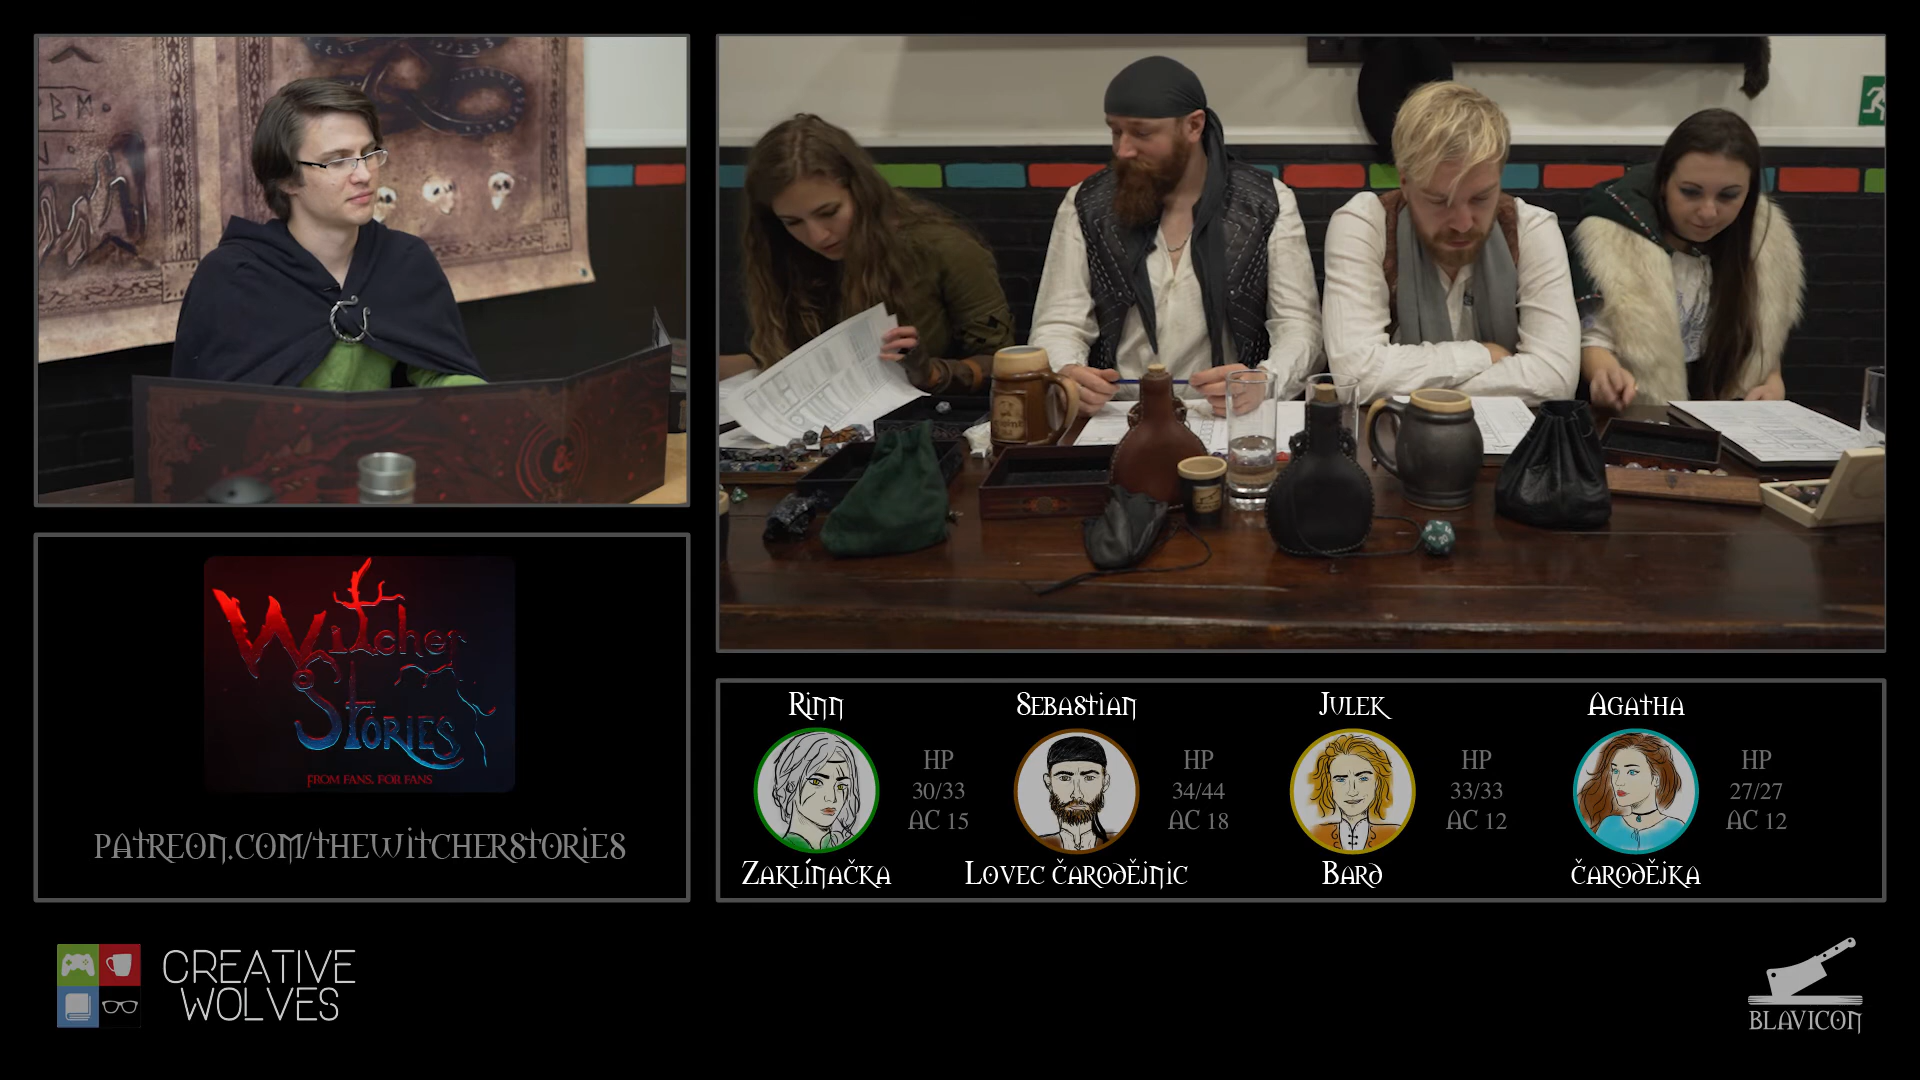 Witcher
Stories
FROM FANS, FOR FANS
PATREON.COM/THEWITCHERSTORIES
Rinn
Sebastian
Julek
Agatha
HP
30/33
AC 15
HP
34/44
AC 18
HP
33/33
AC 12
HP
27/27
AC 12
Zaklínačka
Lovec čarodějnic
Bard
Čarodějka
CREATIVE
WOLVES
BLAVICON